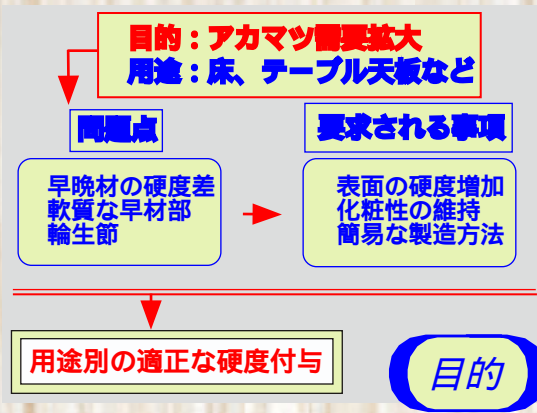 目的：アカマツ需要拡大
用途：床、テーブル天板など
問題点
要求される事項
早晩材の硬度差
軟質な早材部
輪生節
表面の硬度増加
化粧性の維持
簡易な製造方法
用途別の適正な硬度付与
目的